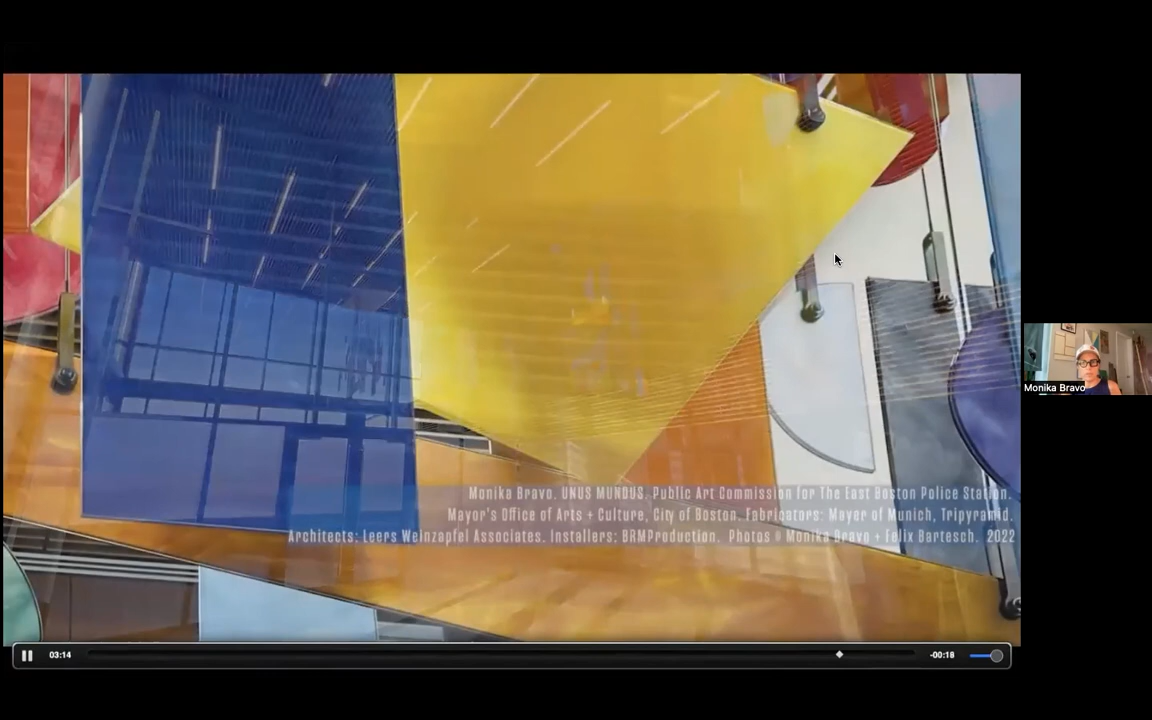 Monika Bravo. UNUS MUNDUS. Public Art Commission for The East Boston Police Station.
Mayor's Office of Arts + Culture, City of Boston. Fabricators: Mayer of Munich, Tripyramid.
Architects: Leers Weinzapfel Associates. Installers: BRMProduction. Photos © Monika Bravo + Felix Bartesch. 2022
Monika Bravo
03:14
-00:18